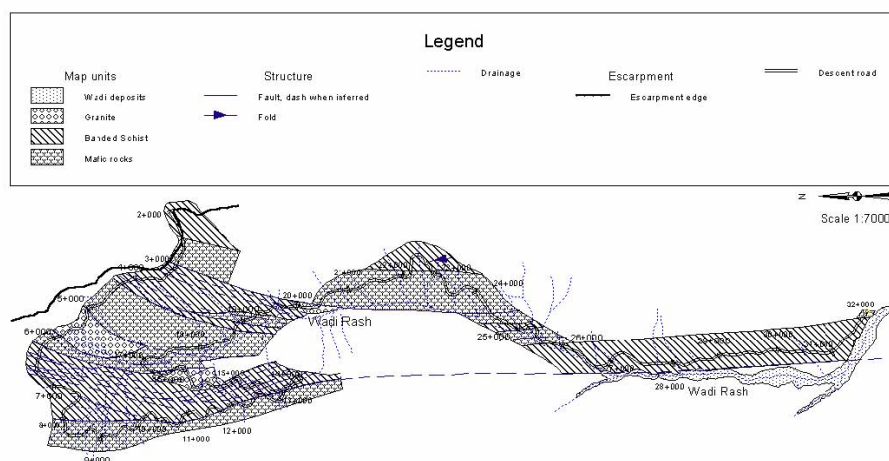 Legend
Map units
Wadi deposits
Granite
Banded Schist
Mafic rocks
Structure
Fault, dash when inferred
Fold
Drainage
Escarpment
Escarpment edge
Descent road
N
Scale 1:7000
2+000
3+000
4+000
5+000
6+000
7+000
8+000
9+000
11+000
12+000
13+000
15+000
20+000
Wadi Rash
24+000
25+000
26+000
28+000
29+000
32+000
Wadi Rash